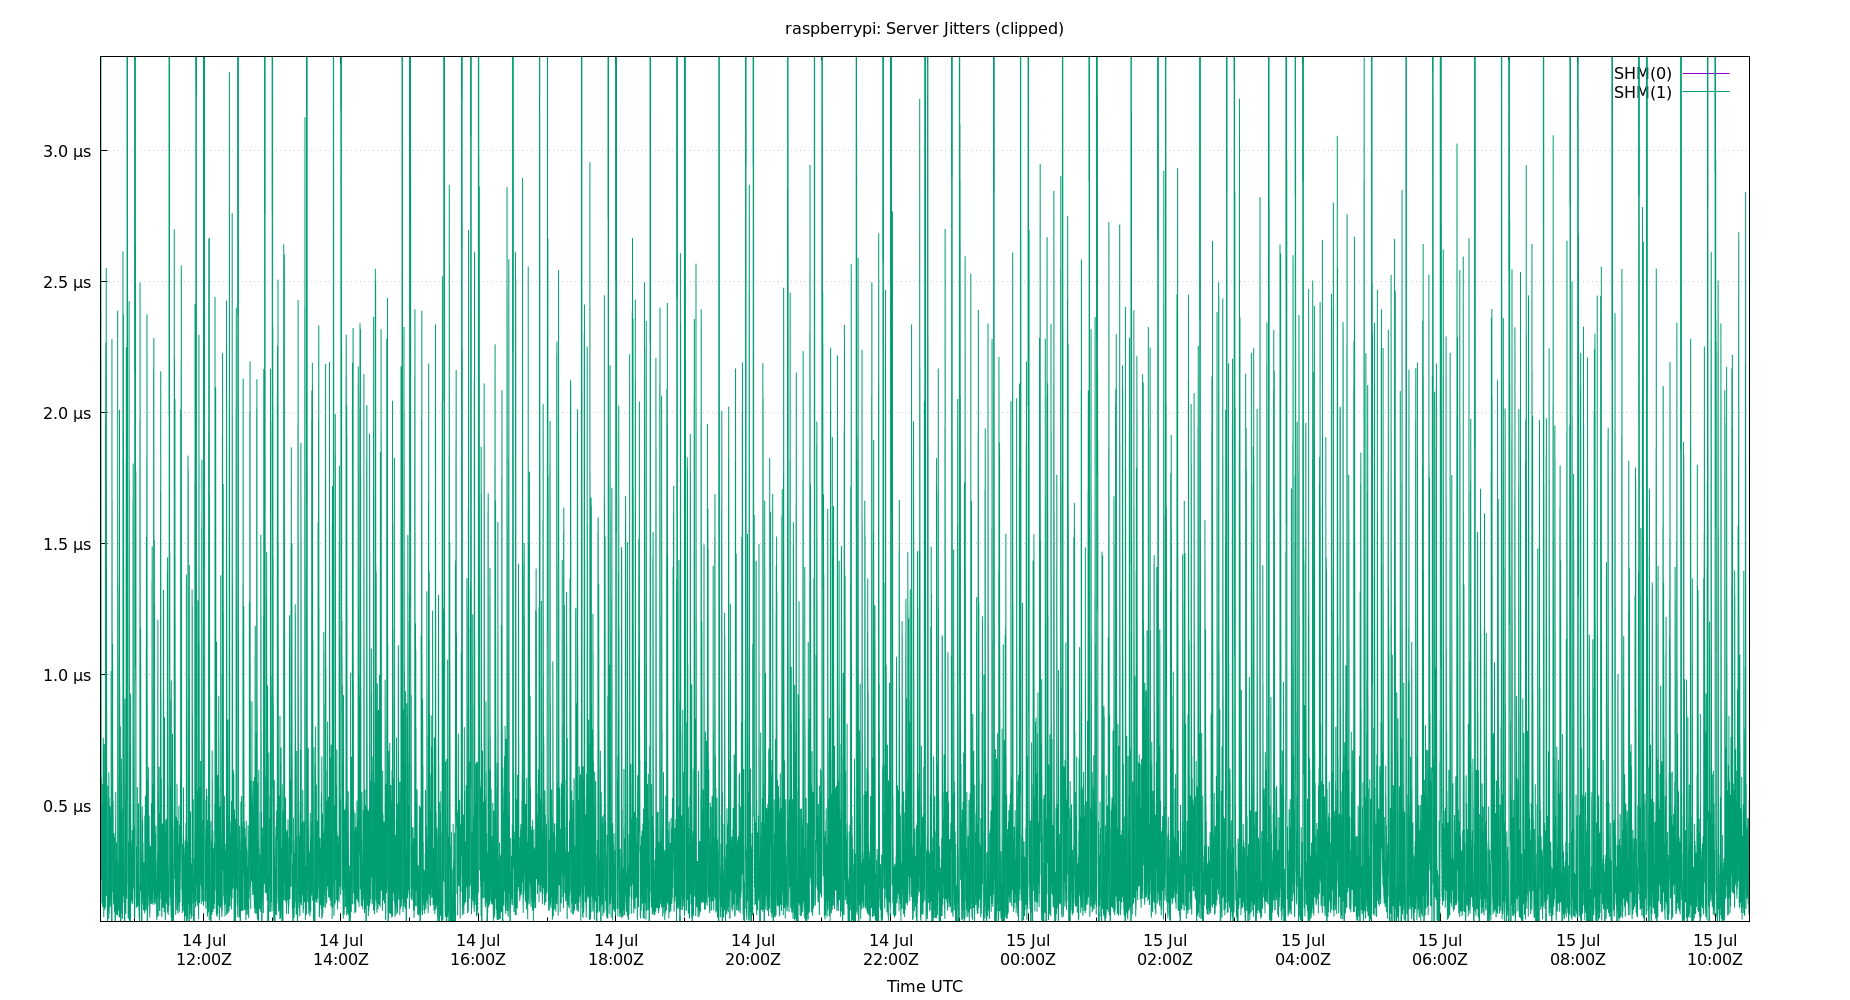 raspberrypi: Server Jitters (clipped)
SHM(0)
SHM(1)
3.0 µs
2.5 µs
2.0 µs
1.5 µs
1.0 µs
0.5 µs
14 Jul 14 Jul 14 Jul 14 Jul 14 Jul 14 Jul 15 Jul 15 Jul 15 Jul 15 Jul 15 Jul 15 Jul
12:00Z 14:00Z 16:00Z 18:00Z 20:00Z 22:00Z 00:00Z 02:00Z 04:00Z 06:00Z 08:00Z 10:00Z
Time UTC